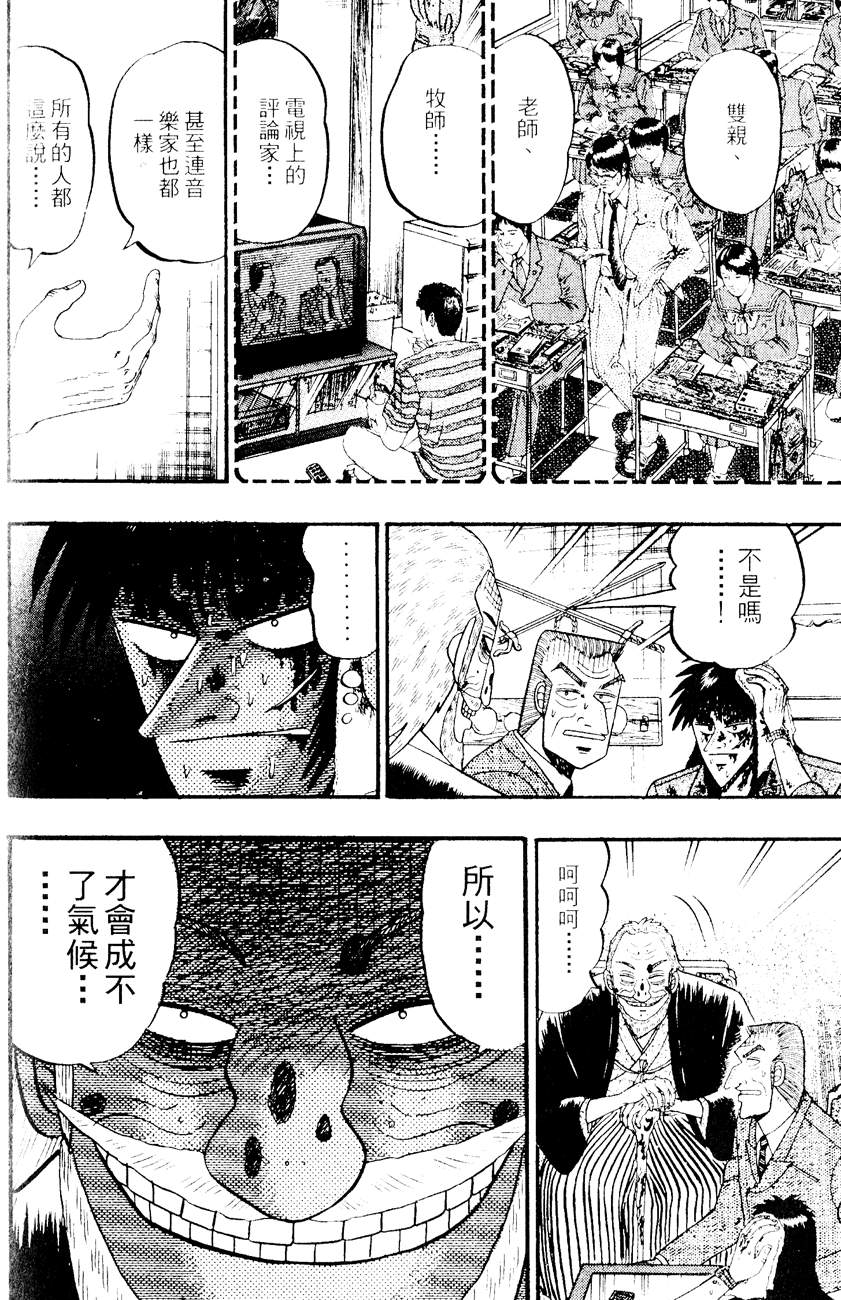 雙親、
老師、
牧師………
電視上的
評論家…
甚至連音
樂家也都
一樣
所有的人都
這麼說……
不是嗎
……！
………
呵呵呵…
所以……
才會成不
了氣候…
……